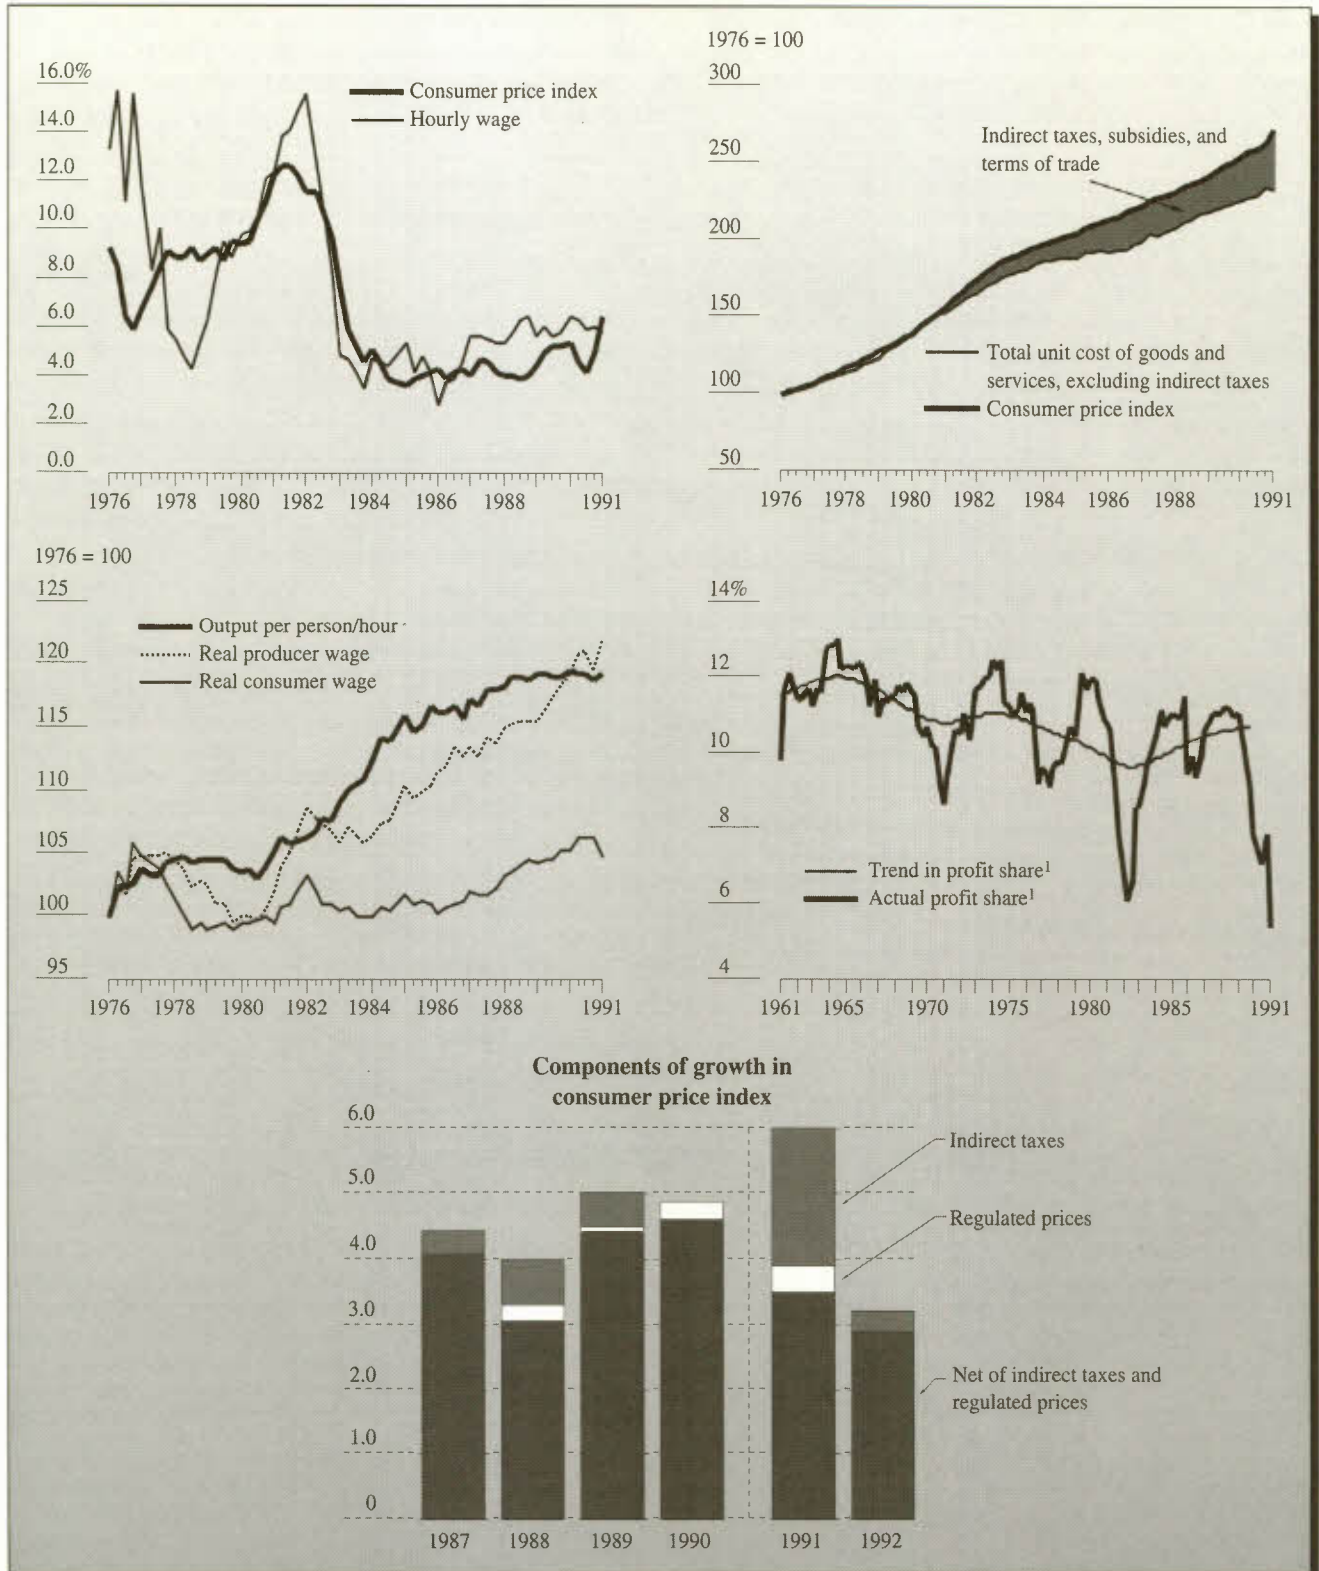 16.0%
14.0
12.0
10.0
8.0
6.0
4.0
2.0
0.0
Consumer price index
Hourly wage
1976 1978 1980 1982 1984 1986 1988 1991
1976 = 100
300
250
200
150
100
50
Indirect taxes, subsidies, and
terms of trade
Total unit cost of goods and
services, excluding indirect taxes
Consumer price index
1976 1978 1980 1982 1984 1986 1988 1991
1976 = 100
125
120
115
110
105
100
95
Output per person/hour
Real producer wage
Real consumer wage
1976 1978 1980 1982 1984 1986 1988 1991
14%
12
10
8
6
4
Trend in profit share¹
Actual profit share¹
1961 1965 1970 1975 1980 1985 1991
Components of growth in
consumer price index
6.0
5.0
4.0
3.0
2.0
1.0
0
Indirect taxes
Regulated prices
Net of indirect taxes and
regulated prices
1987 1988 1989 1990 1991 1992